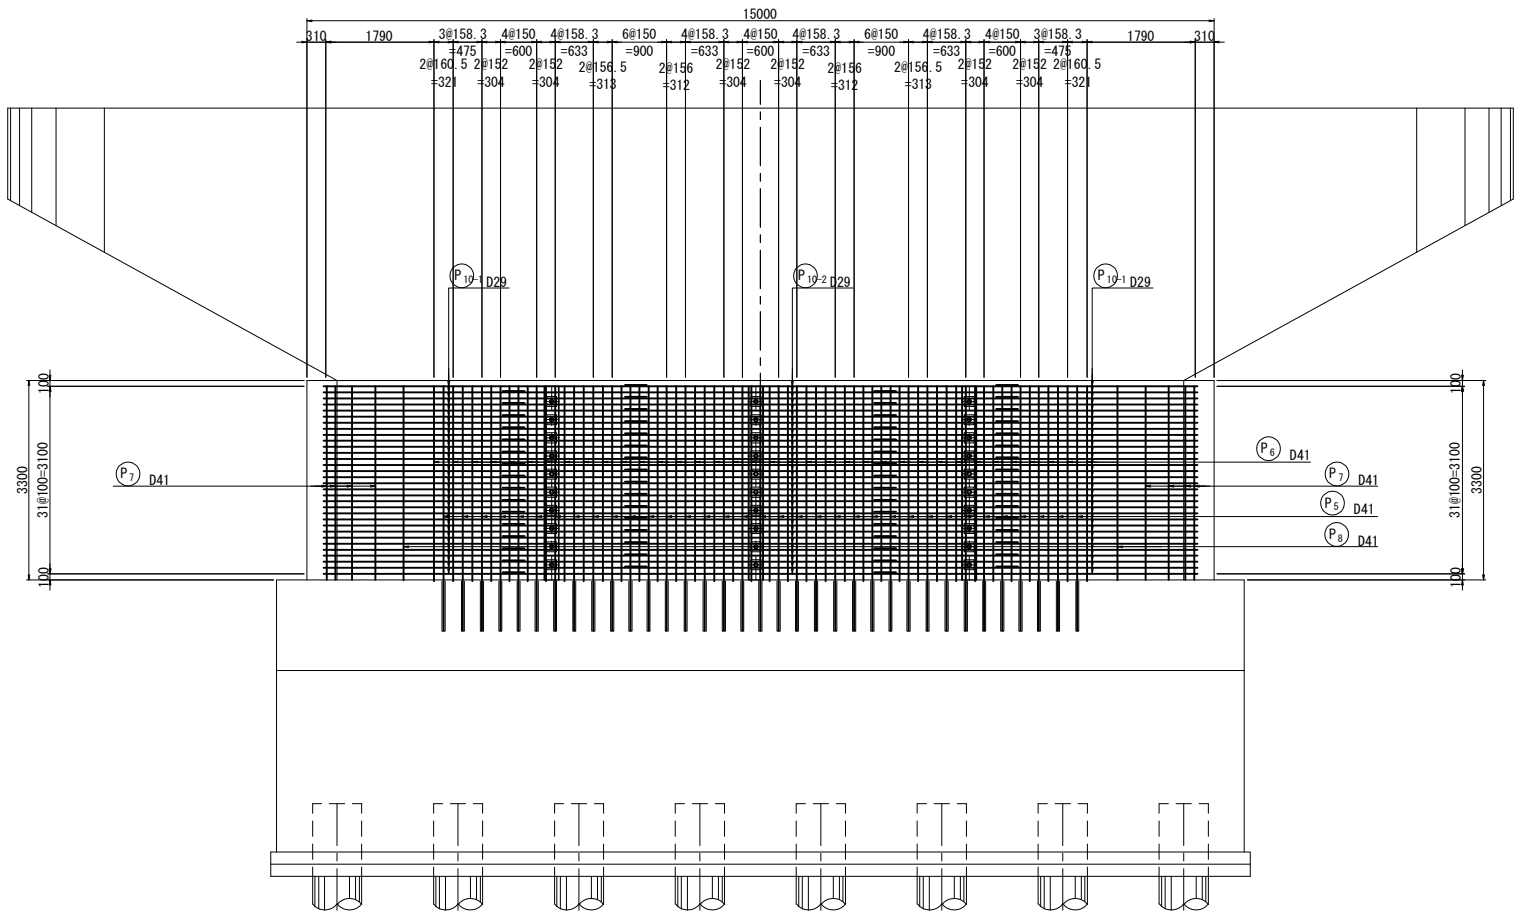 15000
310 1790 3@158.3 4@150 4@158.3 6@150 4@158.3 4@150 4@158.3 6@150 4@158.3 4@150 3@158.3 1790 310
=475 =600 =633 =900 =633 =600 =633 =900 =633 =600 =475
2@160.5 2@152 2@152 2@156.5 2@156 2@152 2@152 2@156 2@156.5 2@152 2@152 2@160.5
=321 =304 =304 =313 =312 =304 =304 =312 =313 =304 =304 =321
P10-1 D29 P10-2 D29 P10-1 D29
100 100
P6 D41
P7 D41 P7 D41
3300 31@100=3100 31@100=3100 3300
P5 D41
P8 D41
100 100